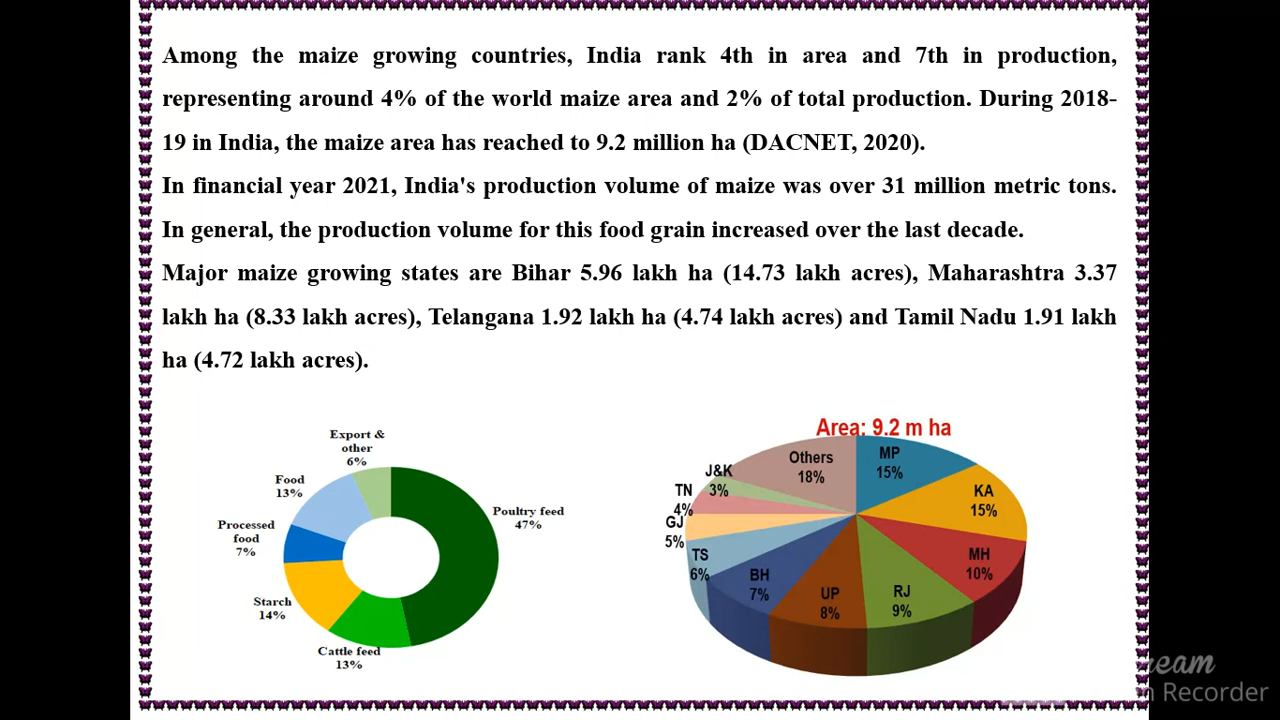 Among the maize growing countries, India rank 4th in area and 7th in production,
representing around 4% of the world maize area and 2% of total production. During 2018-
19 in India, the maize area has reached to 9.2 million ha (DACNET, 2020).
In financial year 2021, India's production volume of maize was over 31 million metric tons.
In general, the production volume for this food grain increased over the last decade.
Major maize growing states are Bihar 5.96 lakh ha (14.73 lakh acres), Maharashtra 3.37
lakh ha (8.33 lakh acres), Telangana 1.92 lakh ha (4.74 lakh acres) and Tamil Nadu 1.91 lakh
ha (4.72 lakh acres).
Export &
other
6%
Food
13%
Processed
food
7%
Starch
14%
Cattle feed
13%
Poultry feed
47%
Area: 9.2 m ha
MP
15%
KA
15%
MH
10%
RJ
9%
UP
8%
BH
7%
TS
6%
GJ
5%
TN
4%
J&K
3%
Others
18%
Recorder